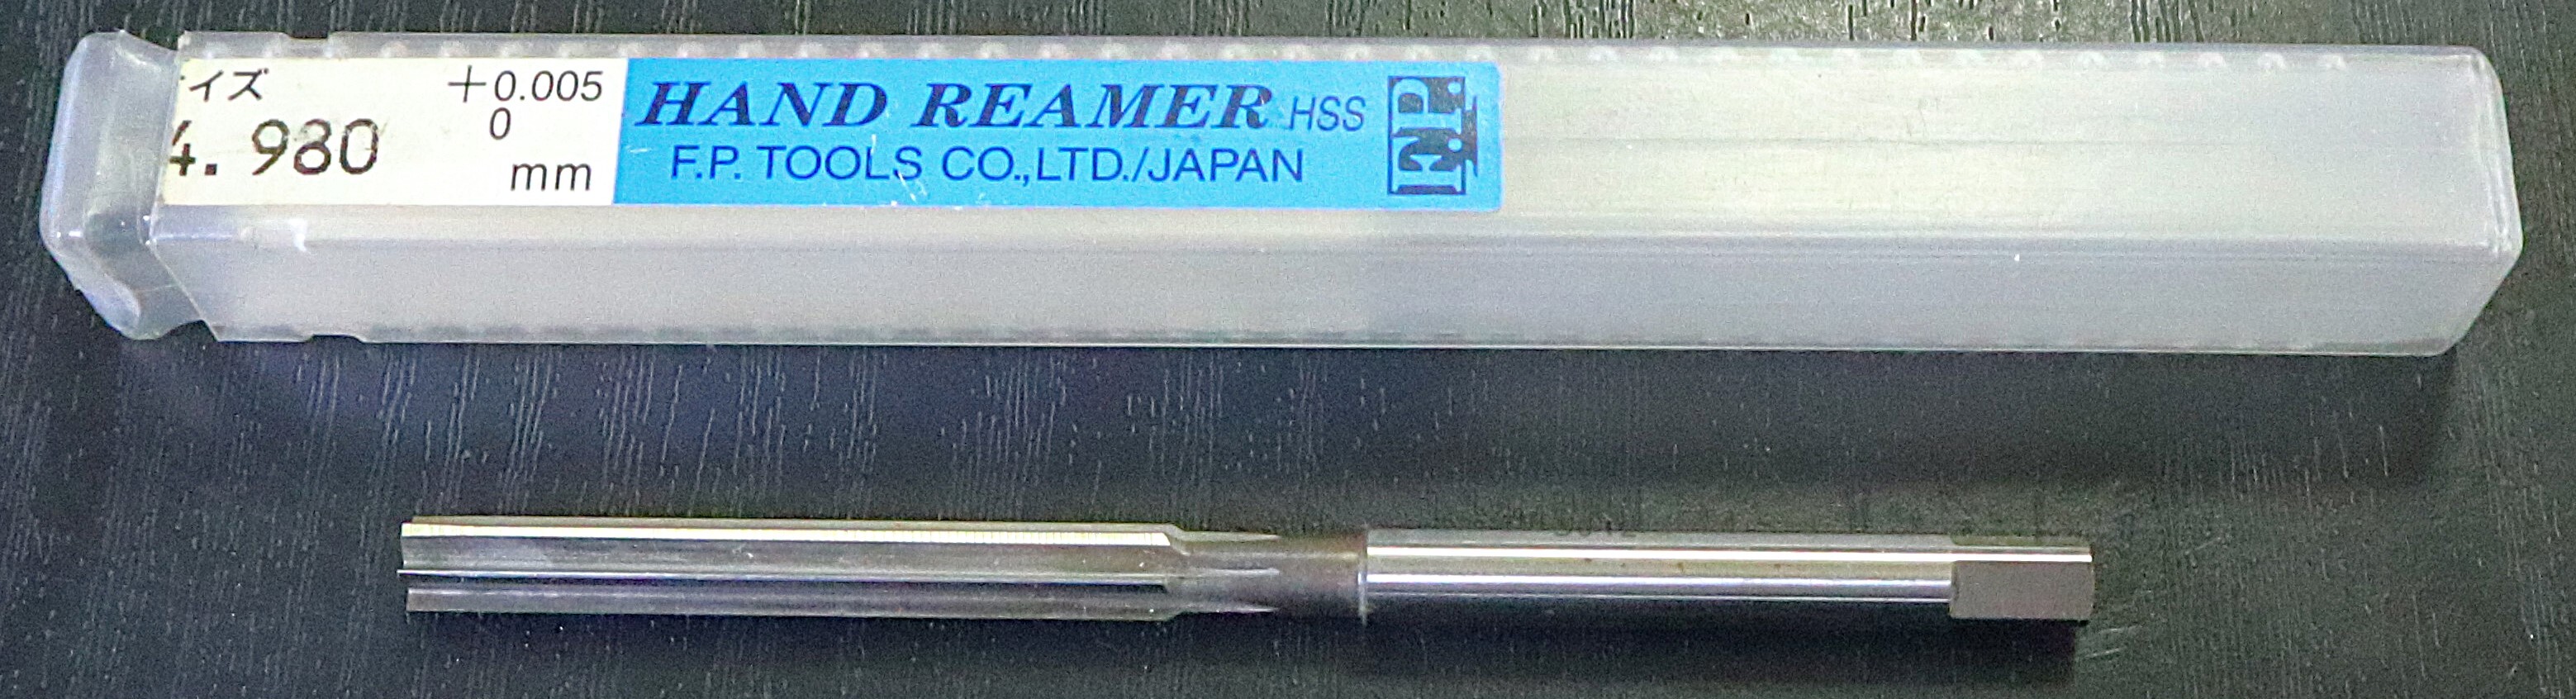 イズ
+0.005
0
4.980
mm
HAND REAMER HSS
F.P. TOOLS CO.,LTD./JAPAN
F.P.